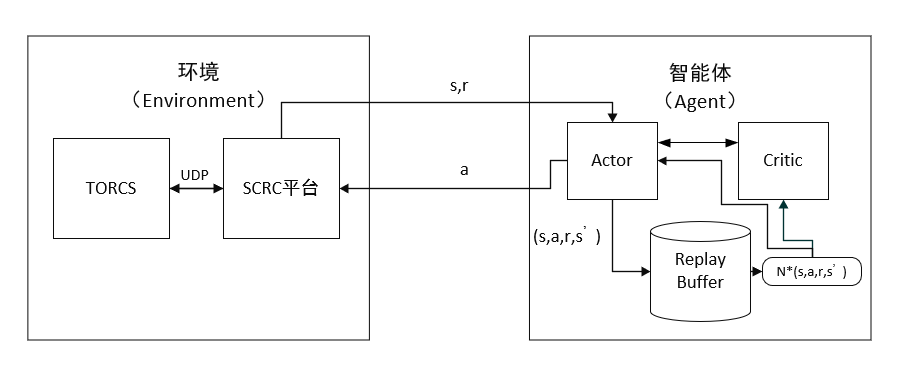 环境
（Environment）
TORCS
UDP
SCRC平台
s,r
a
智能体
（Agent）
Actor
Critic
(s,a,r,s’ )
Replay
Buffer
N*(s,a,r,s’ )